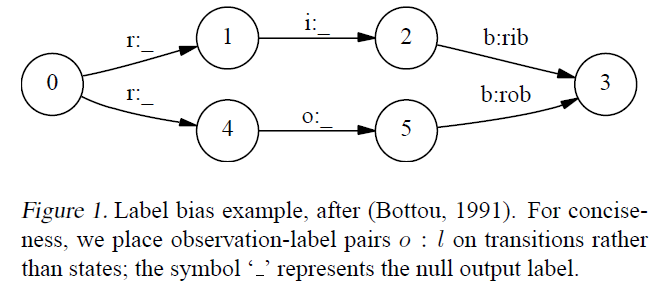 r:_
1
i:_
2
b:rib
0
3
r:_
4
o:_
5
b:rob
Figure 1. Label bias example, after (Bottou, 1991). For concise-
ness, we place observation-label pairs o : l on transitions rather
than states; the symbol ‘_’ represents the null output label.